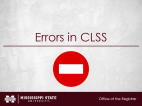 Errors in CLSS
MISSISSIPPI STATE
UNIVERSITY
Office of the Registrar